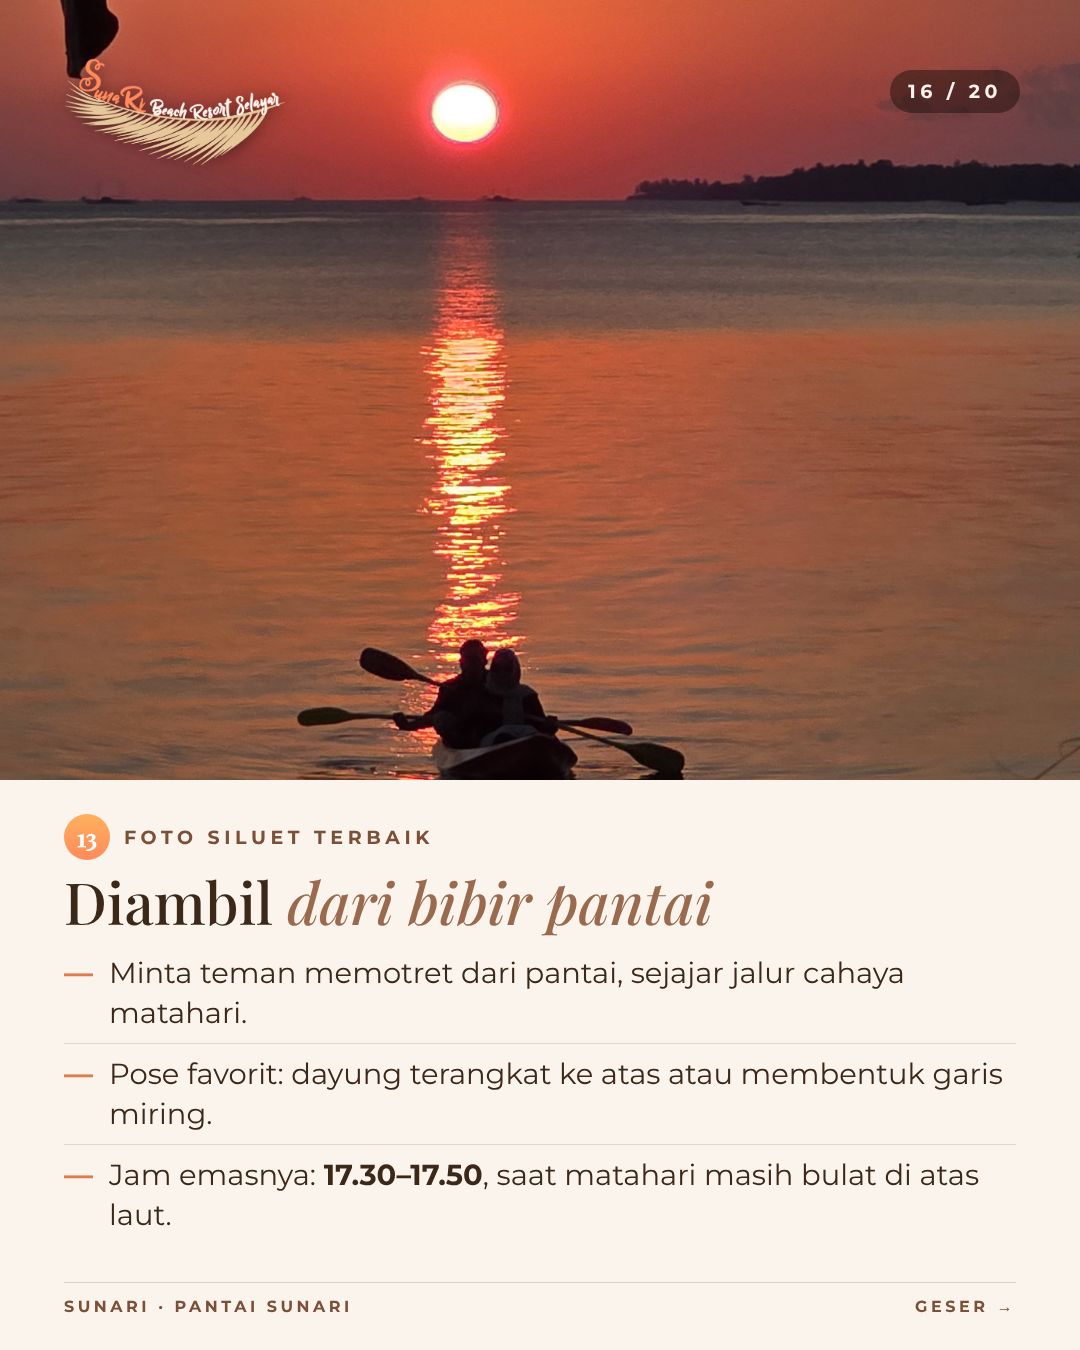 SunaRi Beach Resort Selayar
16 / 20
13 FOTO SILUET TERBAIK
Diambil dari bibir pantai
— Minta teman memotret dari pantai, sejajar jalur cahaya
matahari.
— Pose favorit: dayung terangkat ke atas atau membentuk garis
miring.
— Jam emasnya: 17.30–17.50, saat matahari masih bulat di atas
laut.
SUNARI · PANTAI SUNARI
GESER →